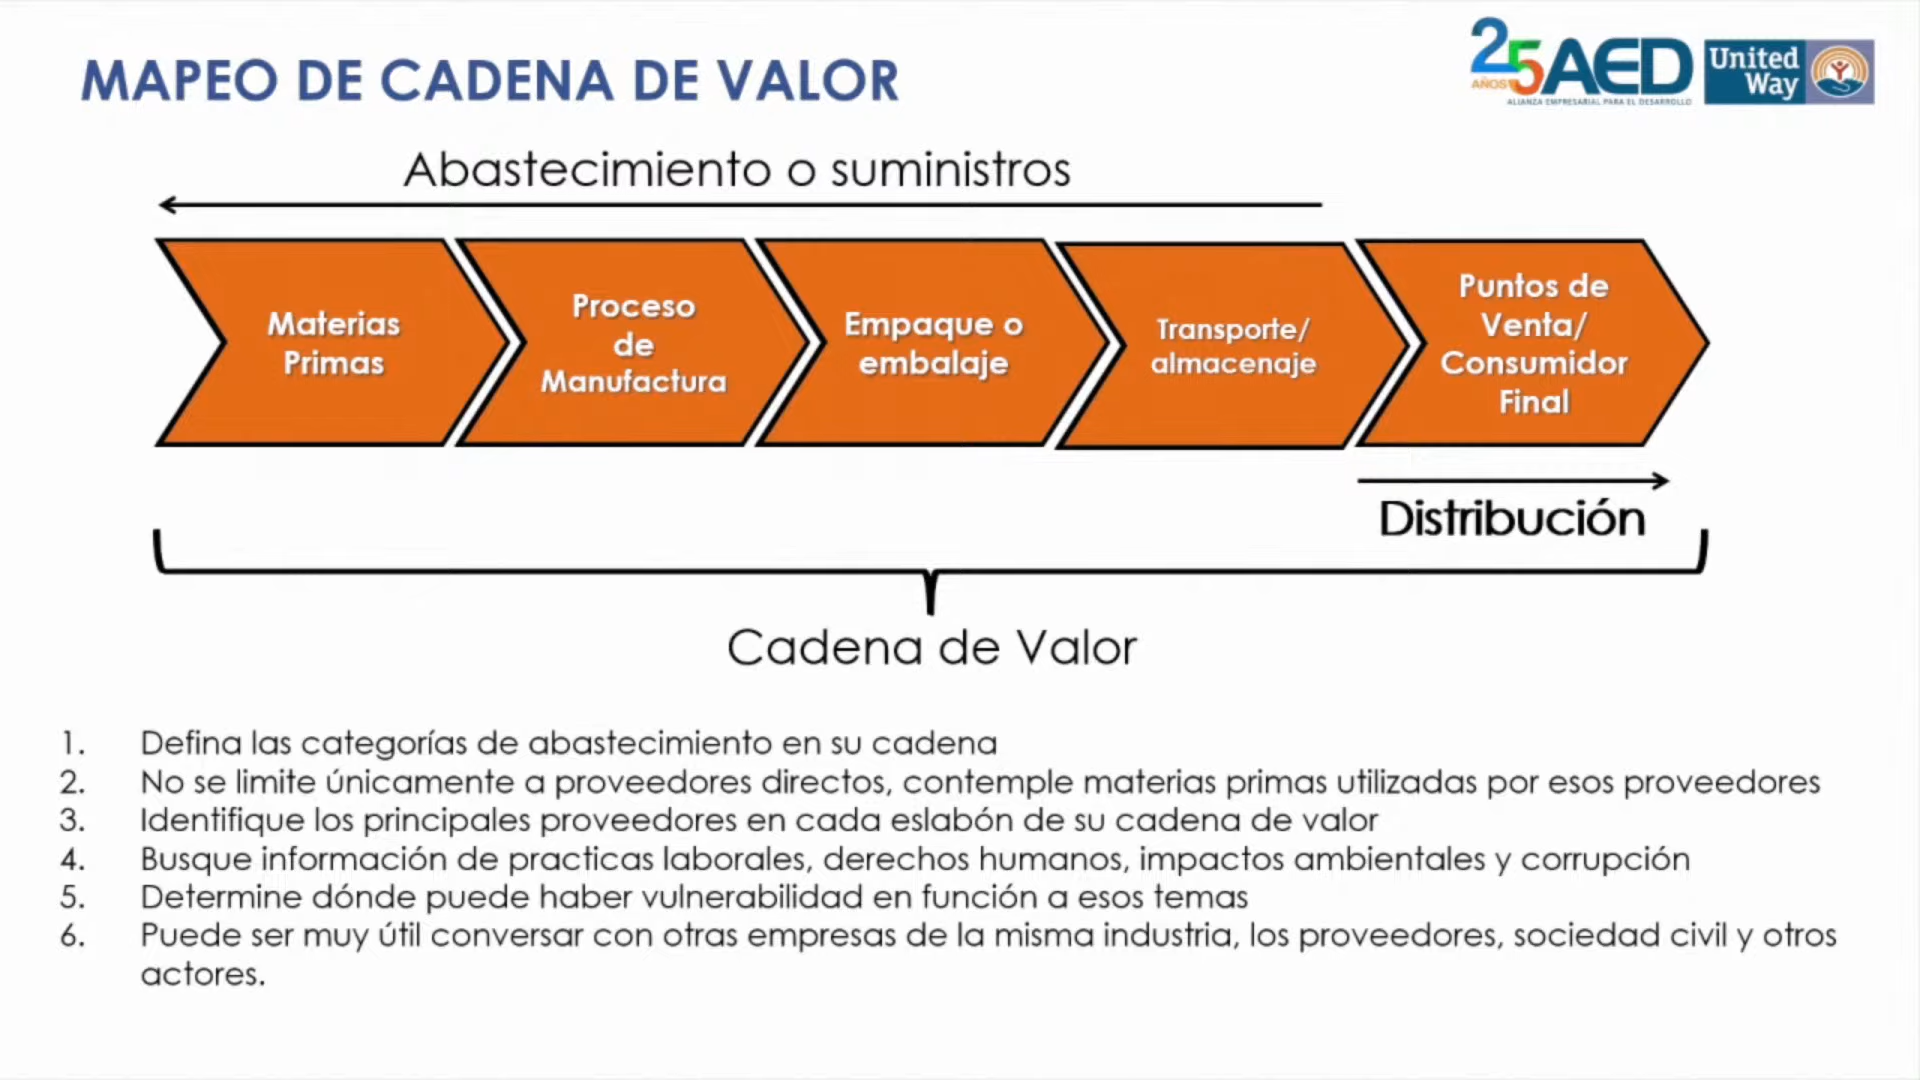 MAPEO DE CADENA DE VALOR
25 AED
AÑOS
ALIANZA EMPRESARIAL PARA EL DESARROLLO
United
Way
Abastecimiento o suministros
Materias
Primas
Proceso
de
Manufactura
Empaque o
embalaje
Transporte/
almacenaje
Puntos de
Venta/
Consumidor
Final
Distribución
Cadena de Valor
1. Defina las categorías de abastecimiento en su cadena
2. No se limite únicamente a proveedores directos, contemple materias primas utilizadas por esos proveedores
3. Identifique los principales proveedores en cada eslabón de su cadena de valor
4. Busque información de practicas laborales, derechos humanos, impactos ambientales y corrupción
5. Determine dónde puede haber vulnerabilidad en función a esos temas
6. Puede ser muy útil conversar con otras empresas de la misma industria, los proveedores, sociedad civil y otros
actores.